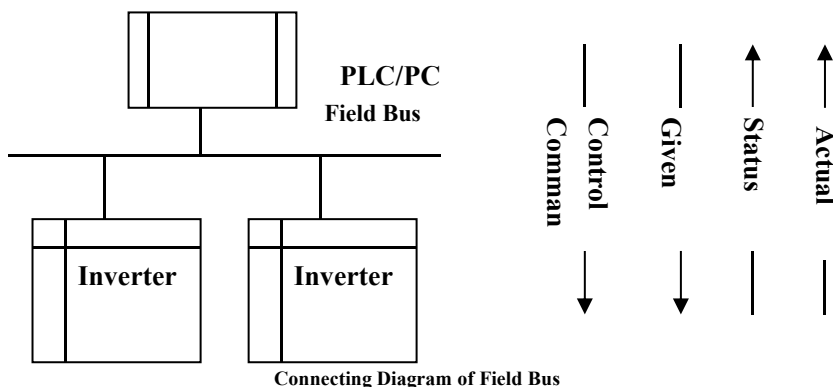 PLC/PC
Field Bus
Inverter
Inverter
Control
Comman
Given
Status
Actual
Connecting Diagram of Field Bus